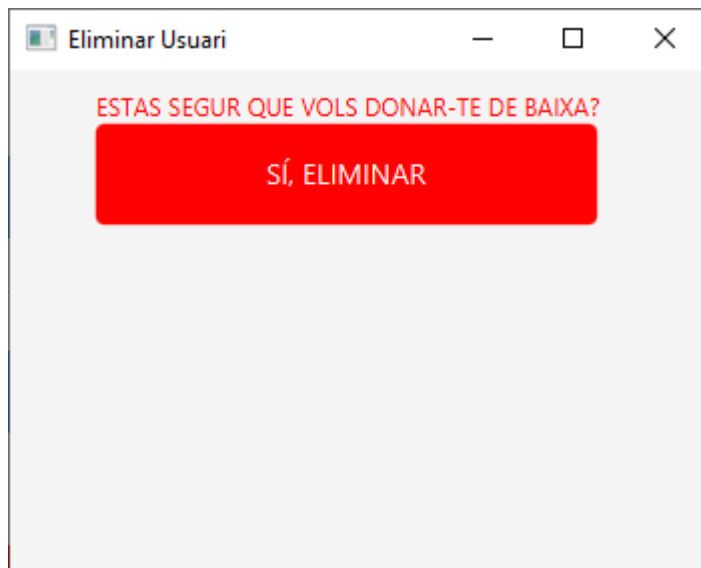 Eliminar Usuari
ESTAS SEGUR QUE VOLS DONAR-TE DE BAIXA?
SÍ, ELIMINAR